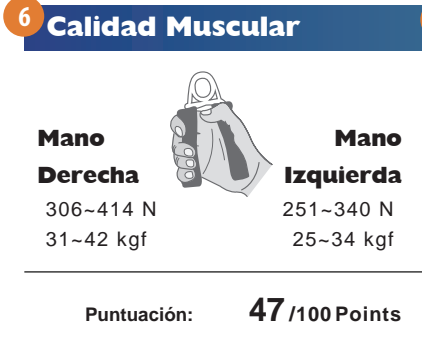 6 Calidad Muscular
Mano Derecha
306~414 N
31~42 kgf
Mano Izquierda
251~340 N
25~34 kgf
Puntuación: 47/100 Points